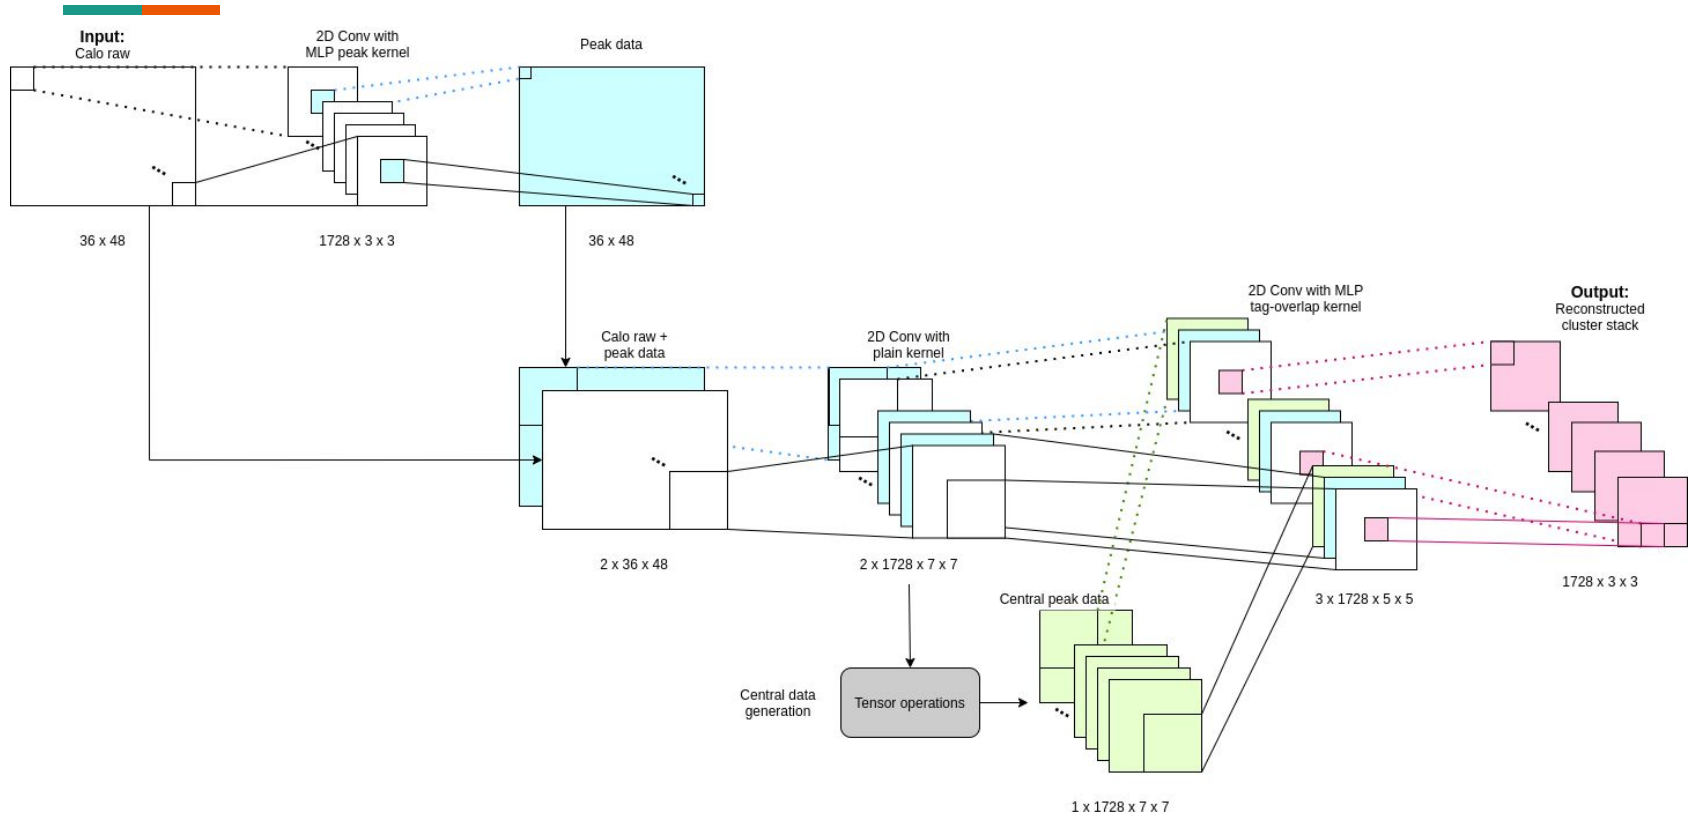 Input:
Calo raw
2D Conv with
MLP peak kernel
Peak data
36 x 48
1728 x 3 x 3
36 x 48
Calo raw +
peak data
2D Conv with
plain kernel
2D Conv with MLP
tag-overlap kernel
Output:
Reconstructed
cluster stack
2 x 36 x 48
2 x 1728 x 7 x 7
3 x 1728 x 5 x 5
1728 x 3 x 3
Central peak data
Central data
generation
Tensor operations
1 x 1728 x 7 x 7